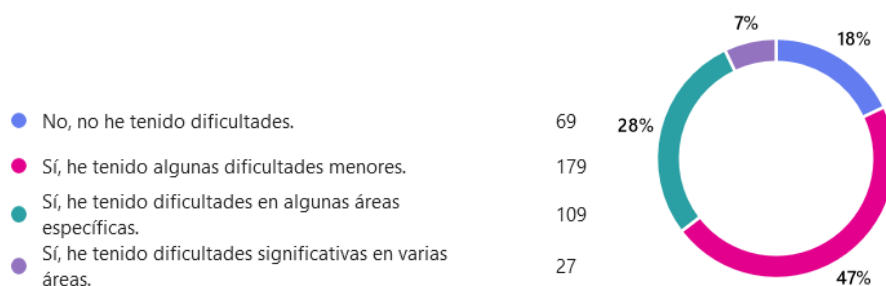 7%
18%
No, no he tenido dificultades. 69
28%
Sí, he tenido algunas dificultades menores. 179
Sí, he tenido dificultades en algunas áreas
específicas. 109
Sí, he tenido dificultades significativas en varias
áreas. 27
47%